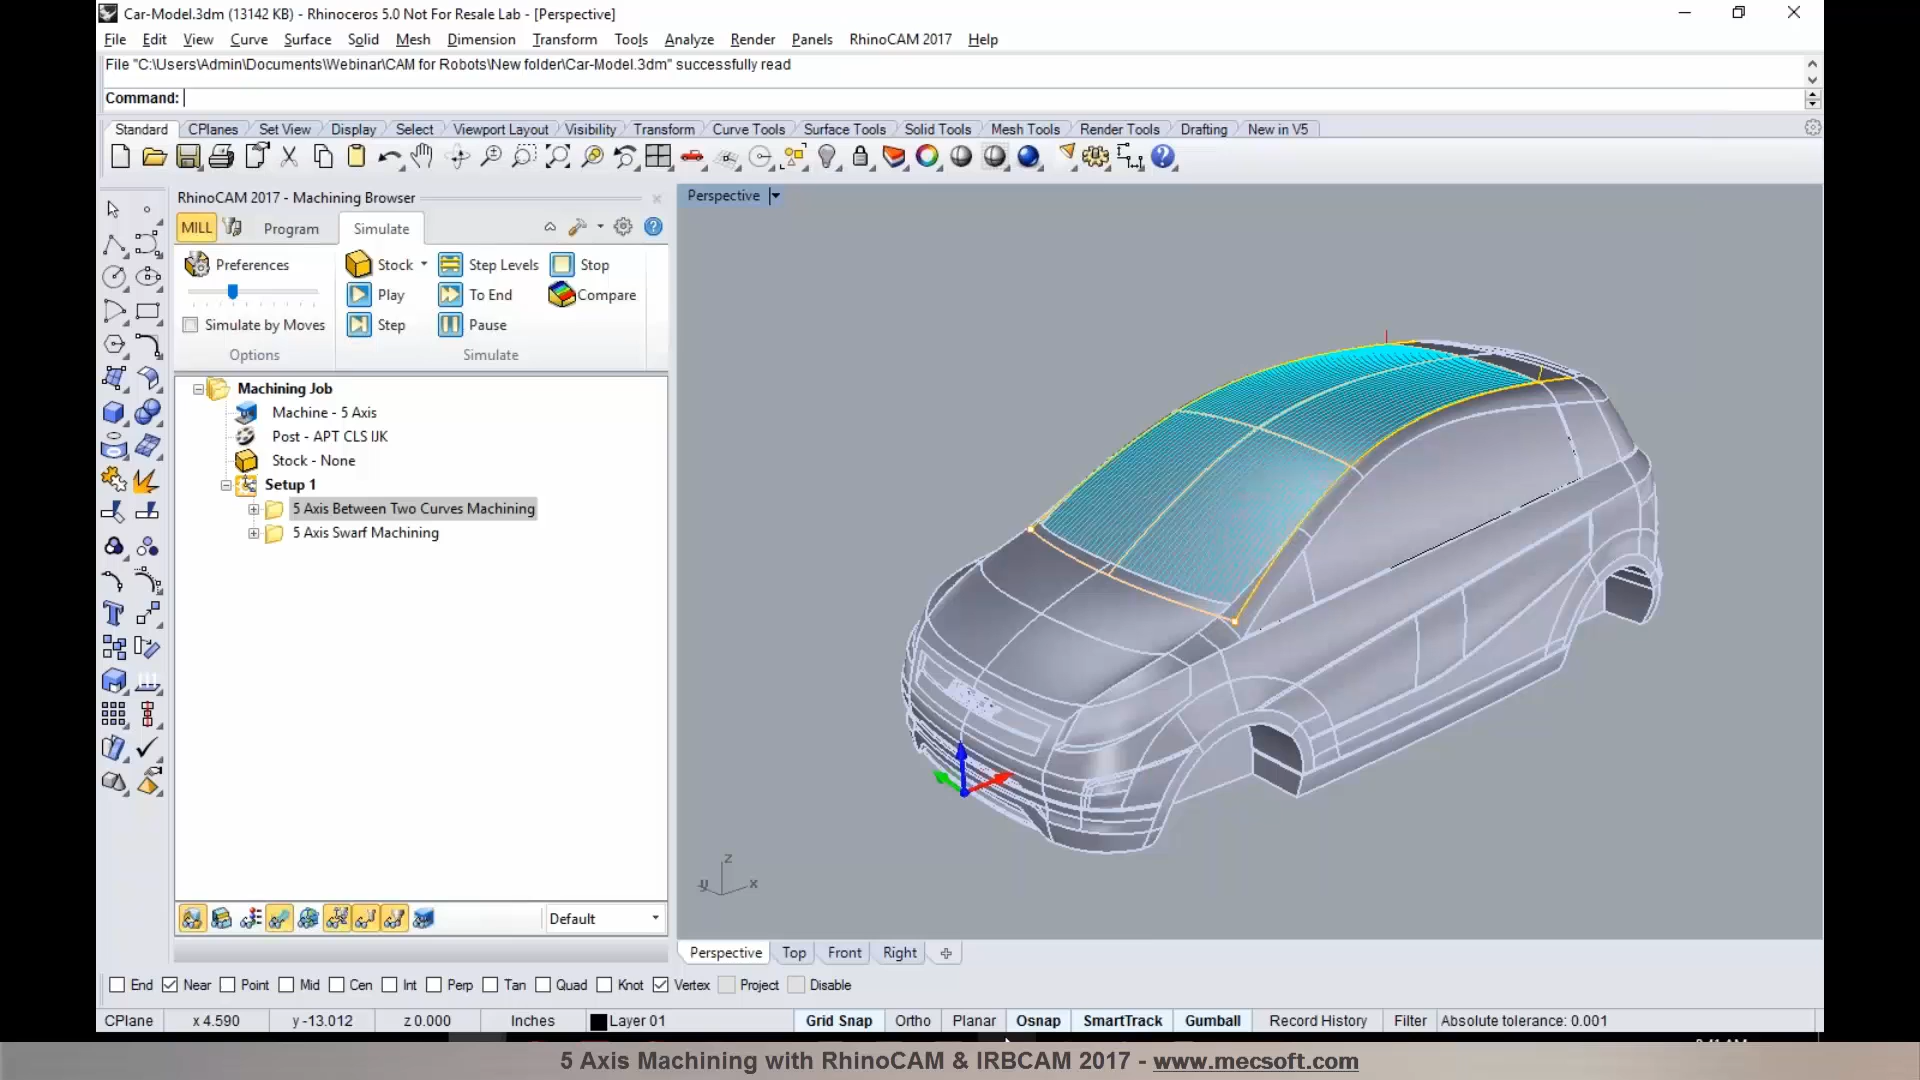 Car-Model.3dm (13142 KB) - Rhinoceros 5.0 Not For Resale Lab - [Perspective]
File Edit View Curve Surface Solid Mesh Dimension Transform Tools Analyze Render Panels RhinoCAM 2017 Help
File "C:\Users\Admin\Documents\Webinar\CAM for Robots\New folder\Car-Model.3dm" successfully read
Command:
Standard CPlanes Set View Display Select Viewport Layout Visibility Transform Curve Tools Surface Tools Solid Tools Mesh Tools Render Tools Drafting New in V5
RhinoCAM 2017 - Machining Browser
Perspective
MILL Program Simulate
Preferences Stock Step Levels Stop
Play To End Compare
Simulate by Moves Step Pause
Options Simulate
Machining Job
Machine - 5 Axis
Post - APT CLS IJK
Stock - None
Setup 1
5 Axis Between Two Curves Machining
5 Axis Swarf Machining
z
y x
Default
Perspective Top Front Right
End Near Point Mid Cen Int Perp Tan Quad Knot Vertex Project Disable
CPlane x 4.590 y -13.012 z 0.000 Inches Layer 01 Grid Snap Ortho Planar Osnap SmartTrack Gumball Record History Filter Absolute tolerance: 0.001
5 Axis Machining with RhinoCAM & IRBCAM 2017 - www.mecsoft.com